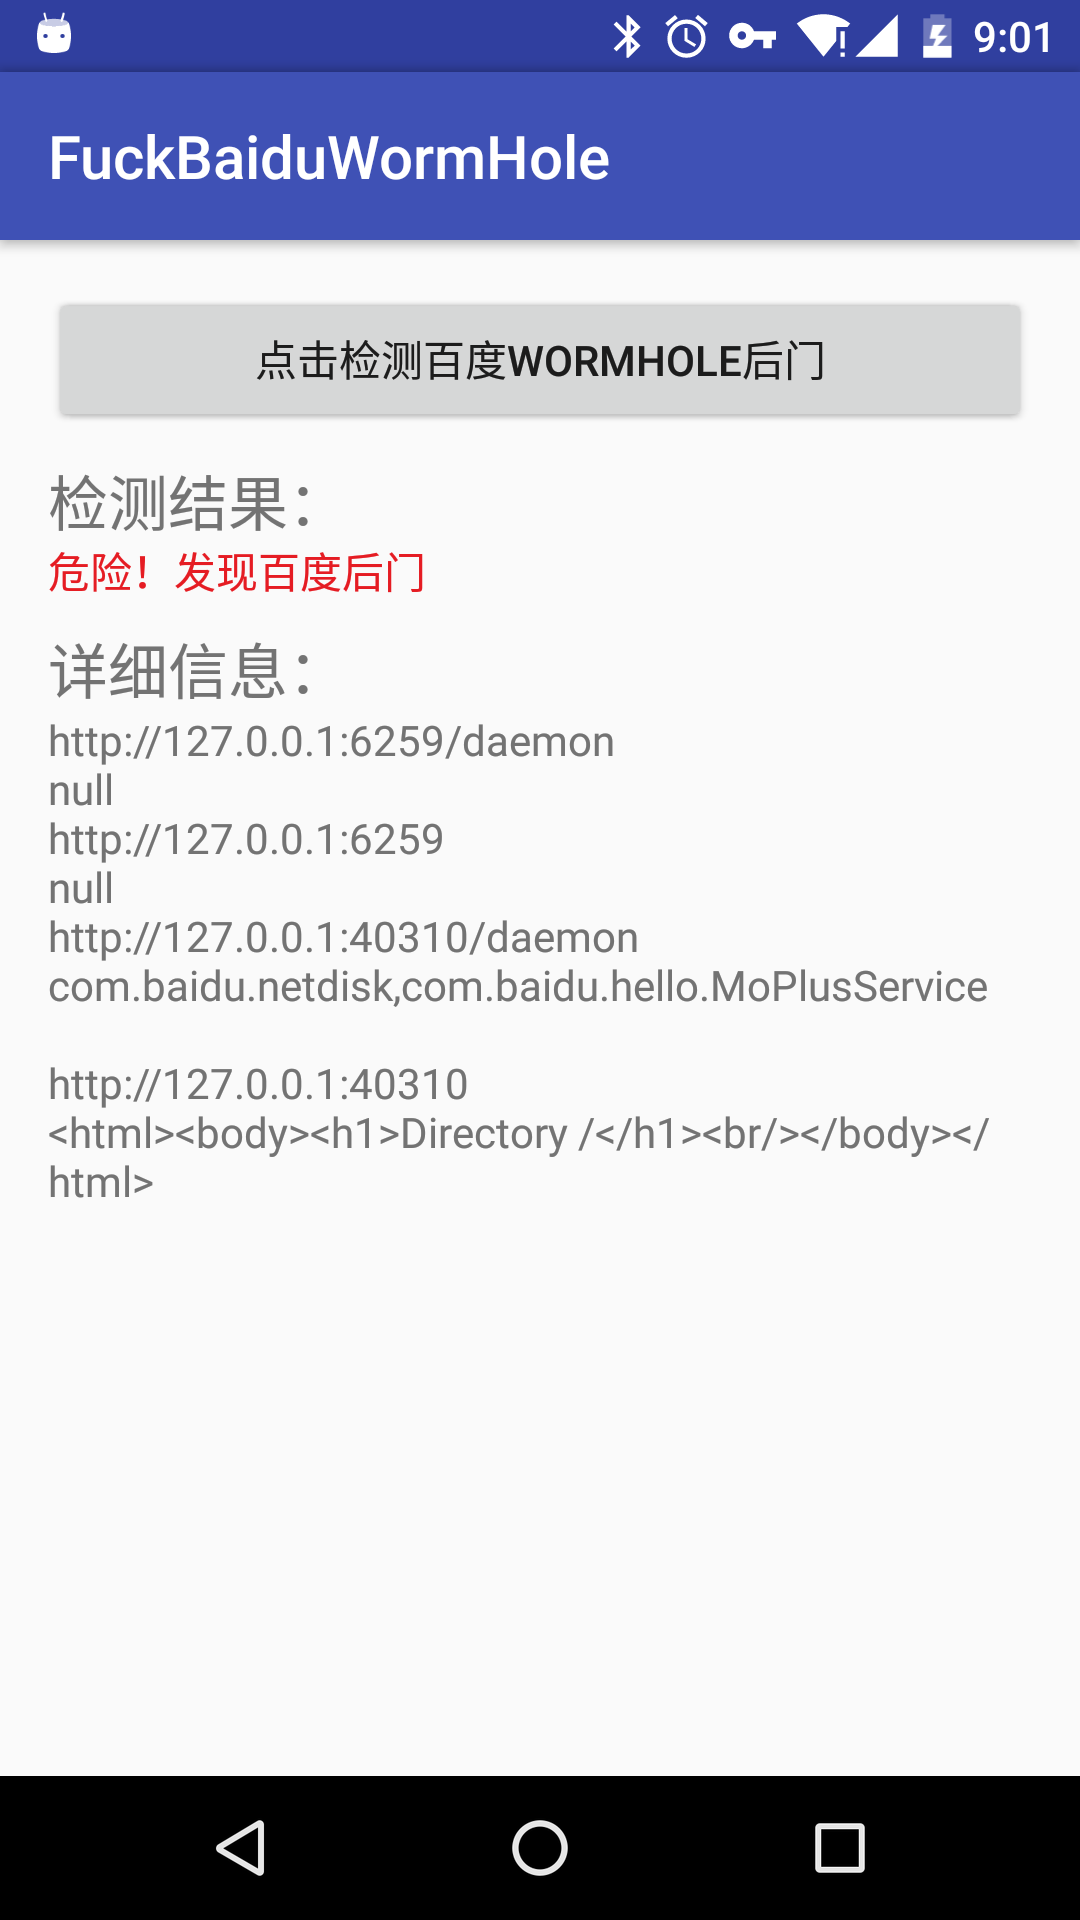 9:01
FuckBaiduWormHole
点击检测百度WORMHOLE后门
检测结果：
危险！发现百度后门
详细信息：
http://127.0.0.1:6259/daemon
null
http://127.0.0.1:6259
null
http://127.0.0.1:40310/daemon
com.baidu.netdisk,com.baidu.hello.MoPlusService
http://127.0.0.1:40310
<html><body><h1>Directory /</h1><br/></body></
html>